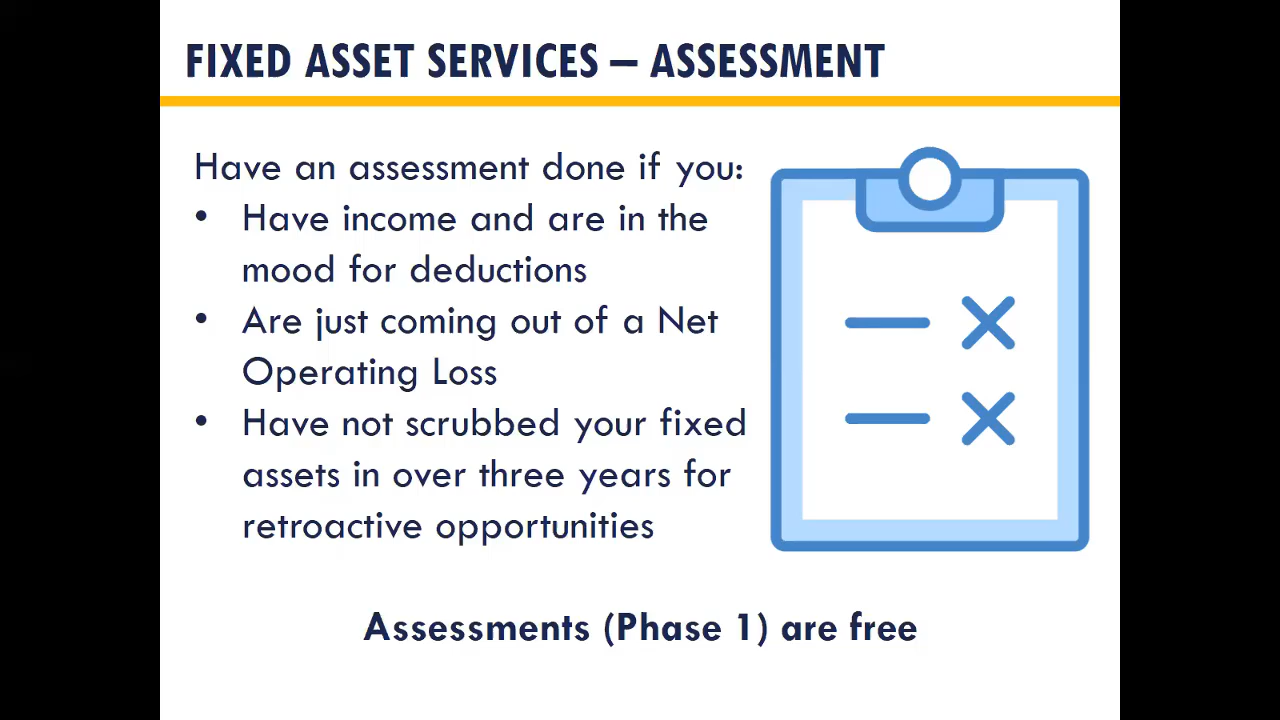 FIXED ASSET SERVICES – ASSESSMENT
Have an assessment done if you:
• Have income and are in the
mood for deductions
• Are just coming out of a Net
Operating Loss
• Have not scrubbed your fixed
assets in over three years for
retroactive opportunities
Assessments (Phase 1) are free